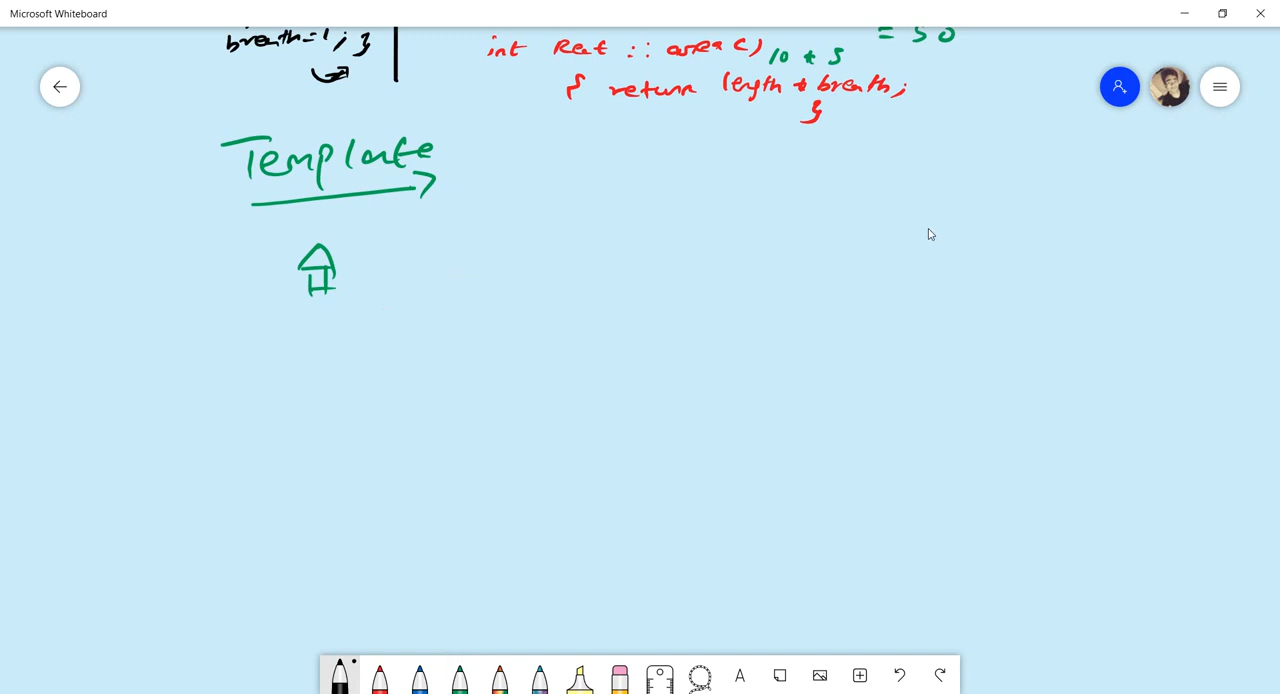 Microsoft Whiteboard
breath=1; }
= 50
int Rect :: area()
10 * 5
{ return length * breath;
}
Template
A